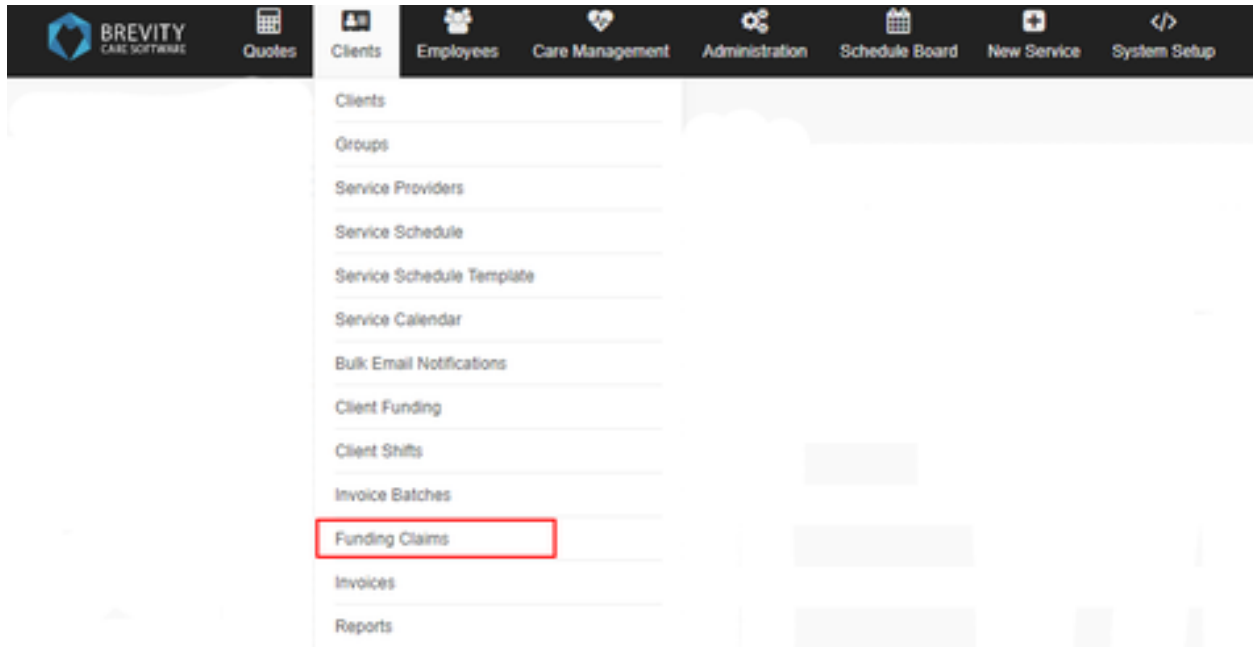 BREVITY
CARE SOFTWARE
Quotes
Clients
Employees
Care Management
Administration
Schedule Board
New Service
System Setup
Clients
Groups
Service Providers
Service Schedule
Service Schedule Template
Service Calendar
Bulk Email Notifications
Client Funding
Client Shifts
Invoice Batches
Funding Claims
Invoices
Reports